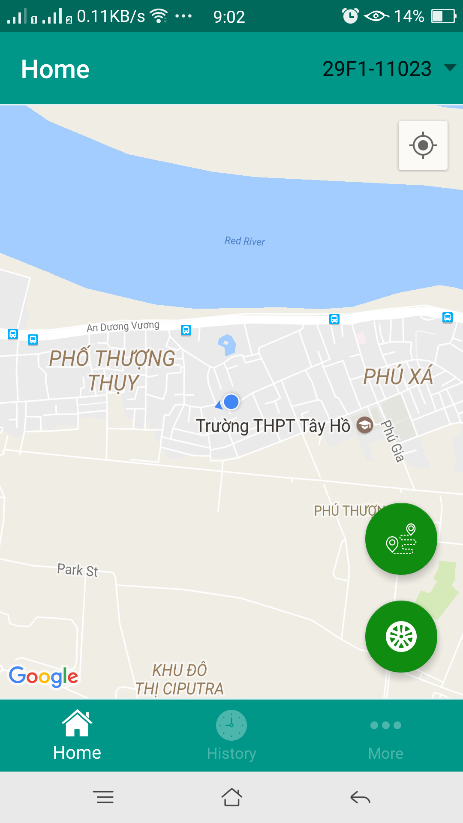 0.11KB/s
9:02
14%
Home
29F1-11023
Red River
An Dương Vương
PHỐ THƯỢNG
THỤY
PHÚ XÁ
Trường THPT Tây Hồ
Phú Gia
PHÚ THƯỢN
Park St
KHU ĐÔ
THỊ CIPUTRA
Google
Home
History
More